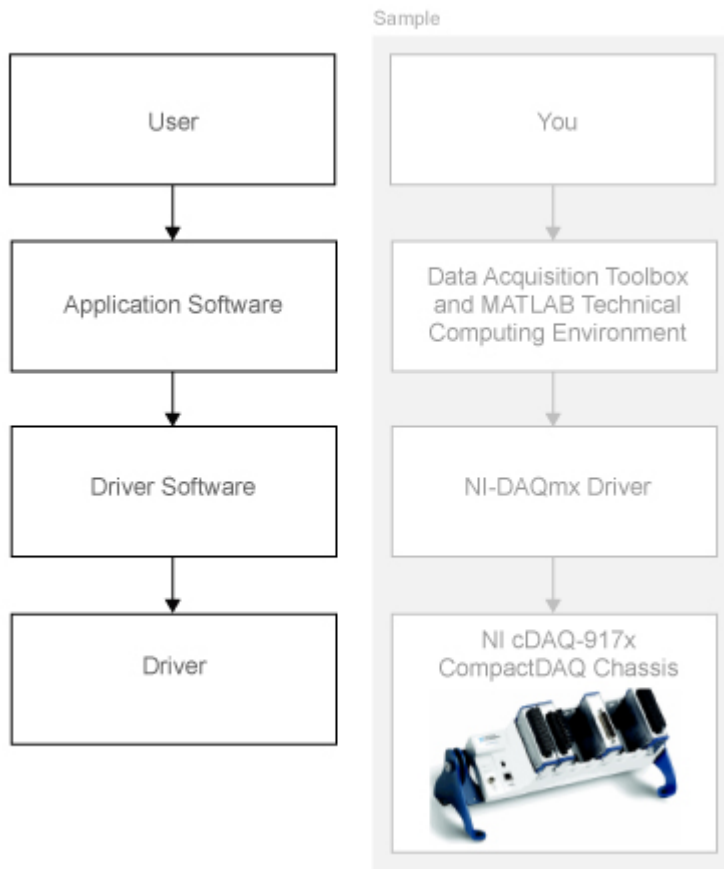 Sample
User
Application Software
Driver Software
Driver
You
Data Acquisition Toolbox
and MATLAB Technical
Computing Environment
NI-DAQmx Driver
NI cDAQ-917x
CompactDAQ Chassis